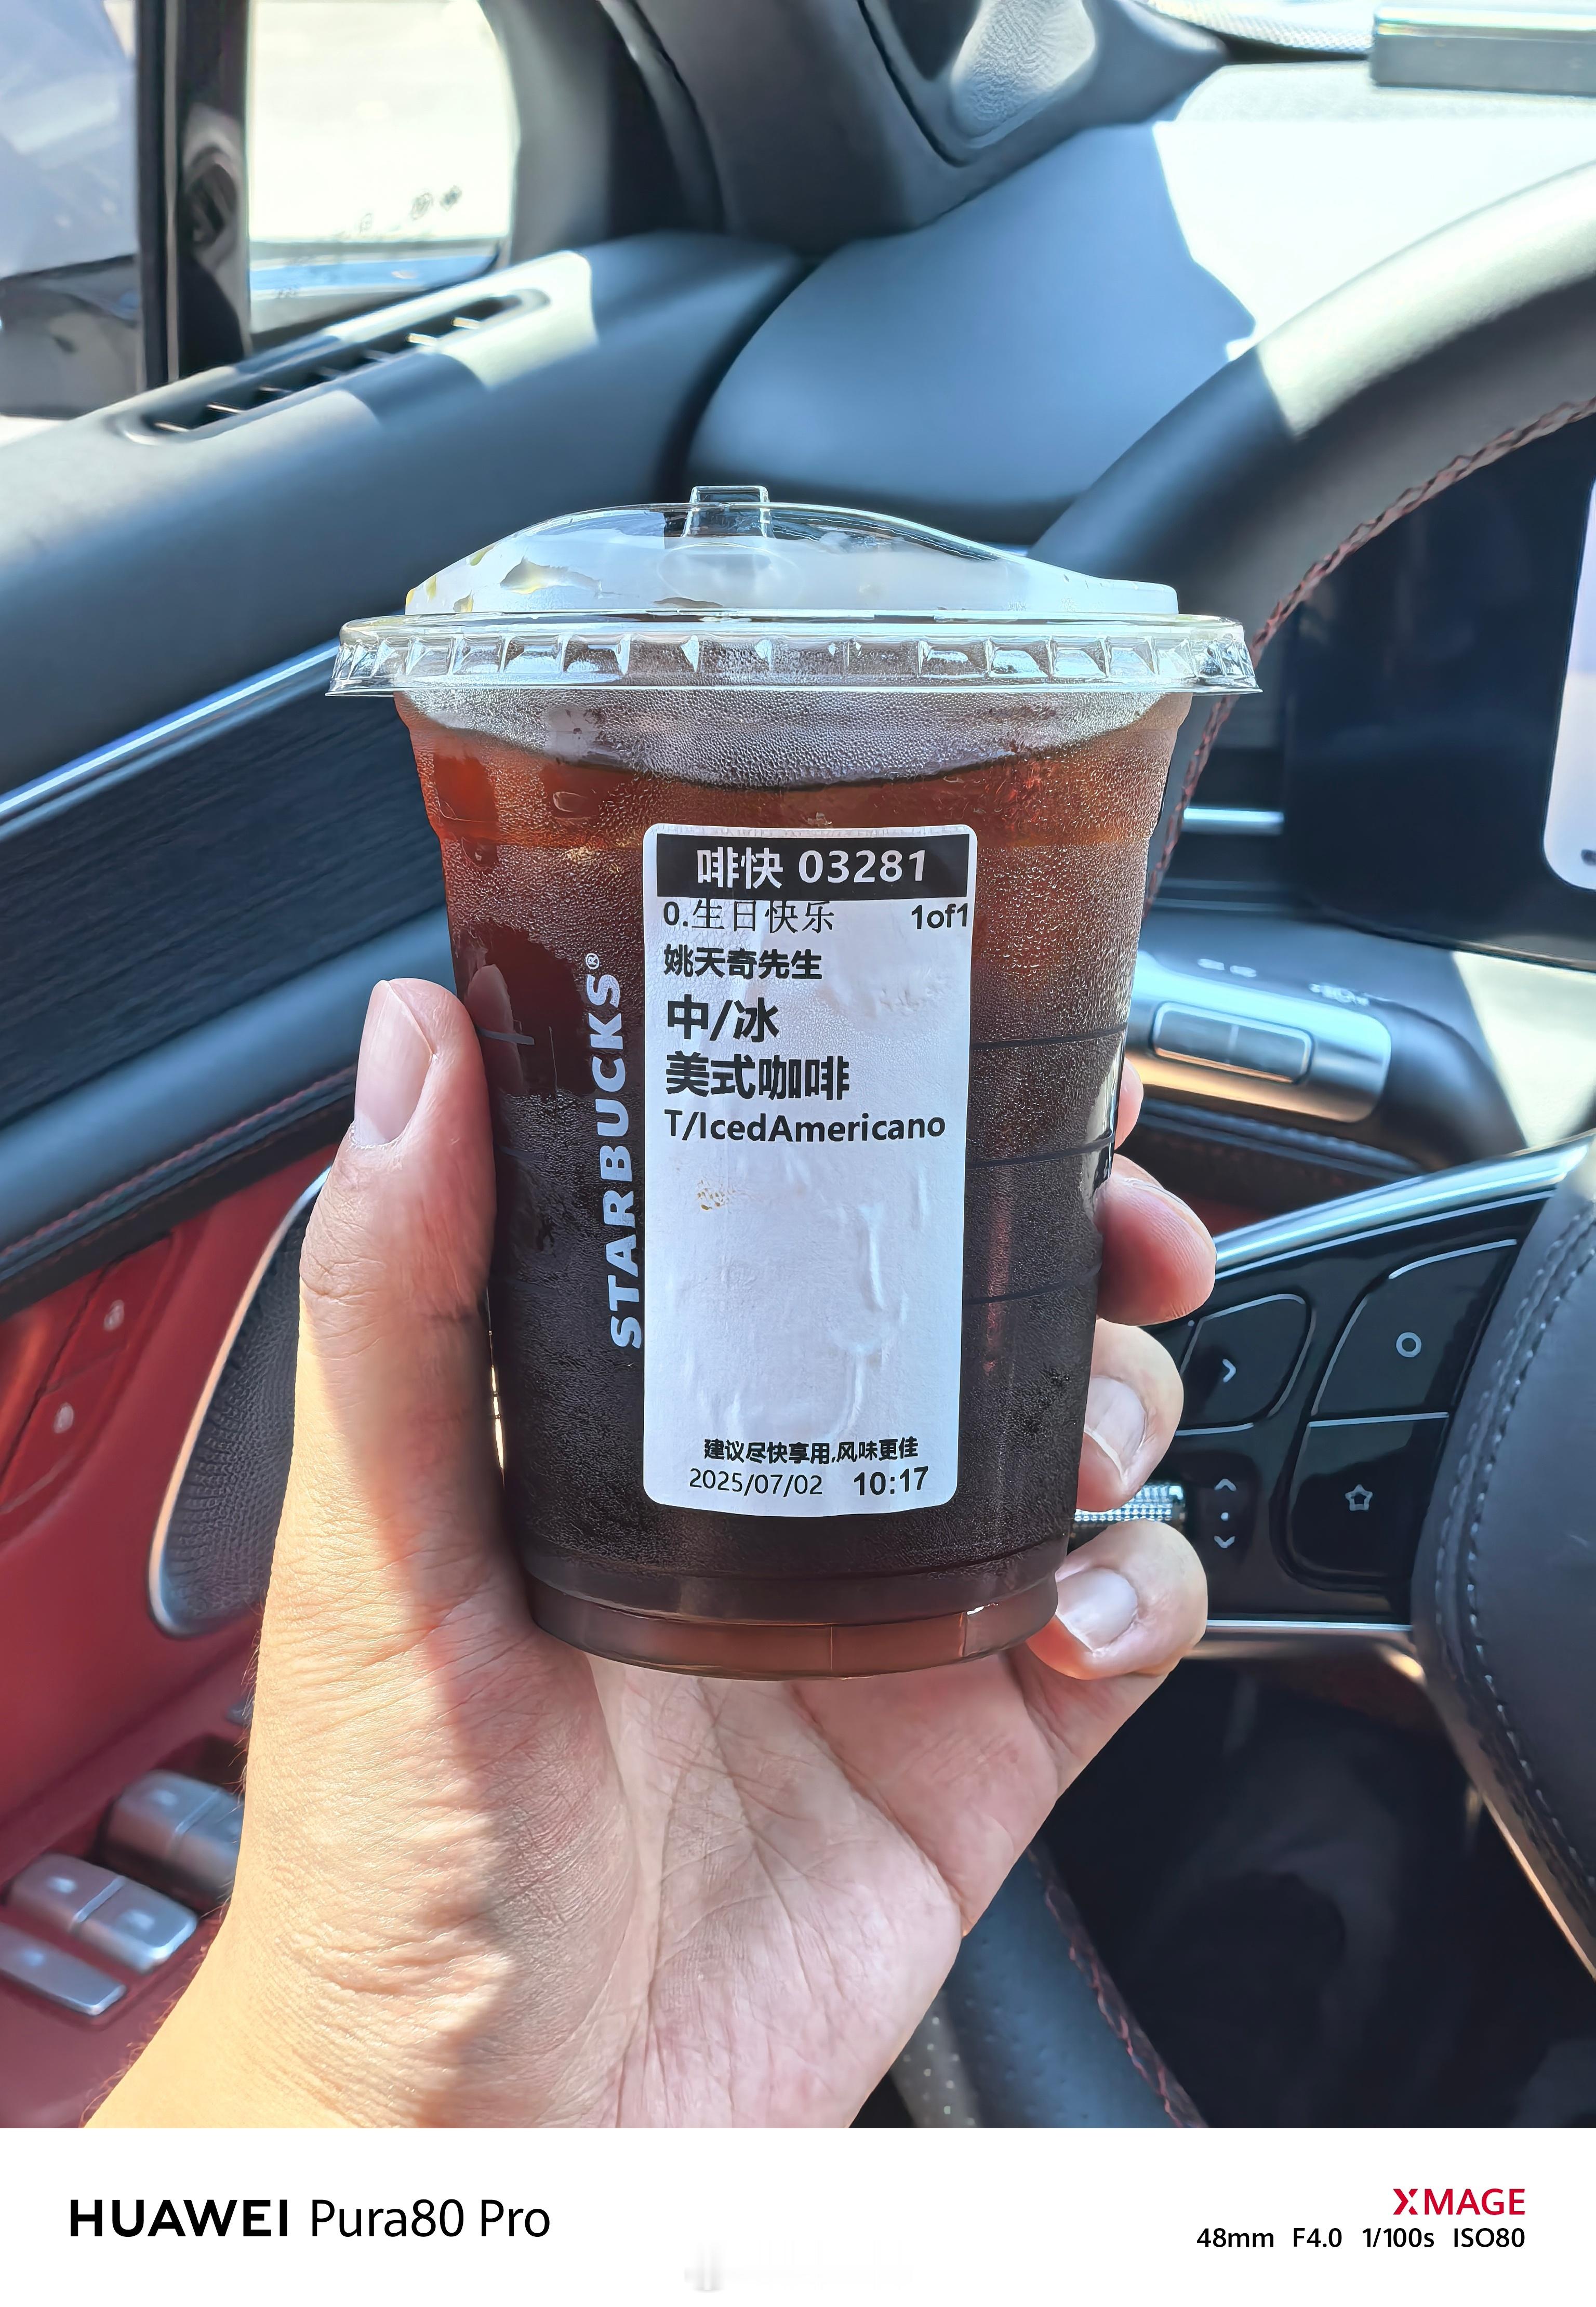 啡快 03281
0.生日快乐 1of1
姚天奇先生
中/冰
美式咖啡
T/IcedAmericano
STARBUCKS®
建议尽快享用,风味更佳
2025/07/02 10:17
HUAWEI Pura80 Pro
XMAGE
48mm F4.0 1/100s ISO80